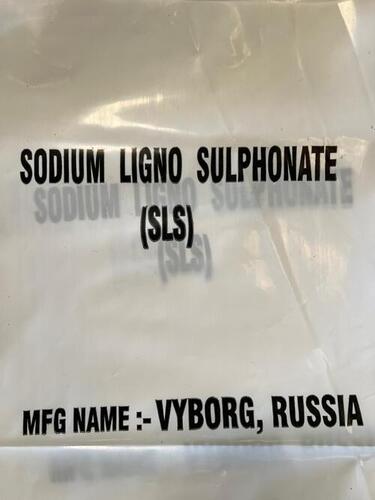 SODIUM LIGNO SULPHONATE
(SLS)
MFG NAME :- VYBORG, RUSSIA